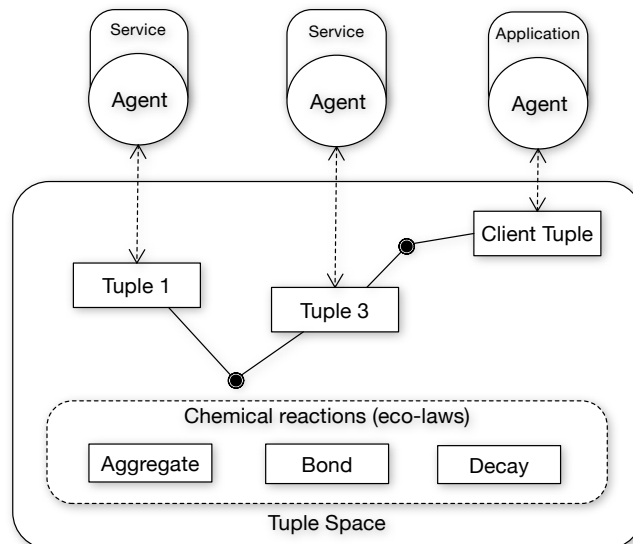 Service
Service
Application
Agent
Agent
Agent
Client Tuple
Tuple 1
Tuple 3
Chemical reactions (eco-laws)
Aggregate
Bond
Decay
Tuple Space